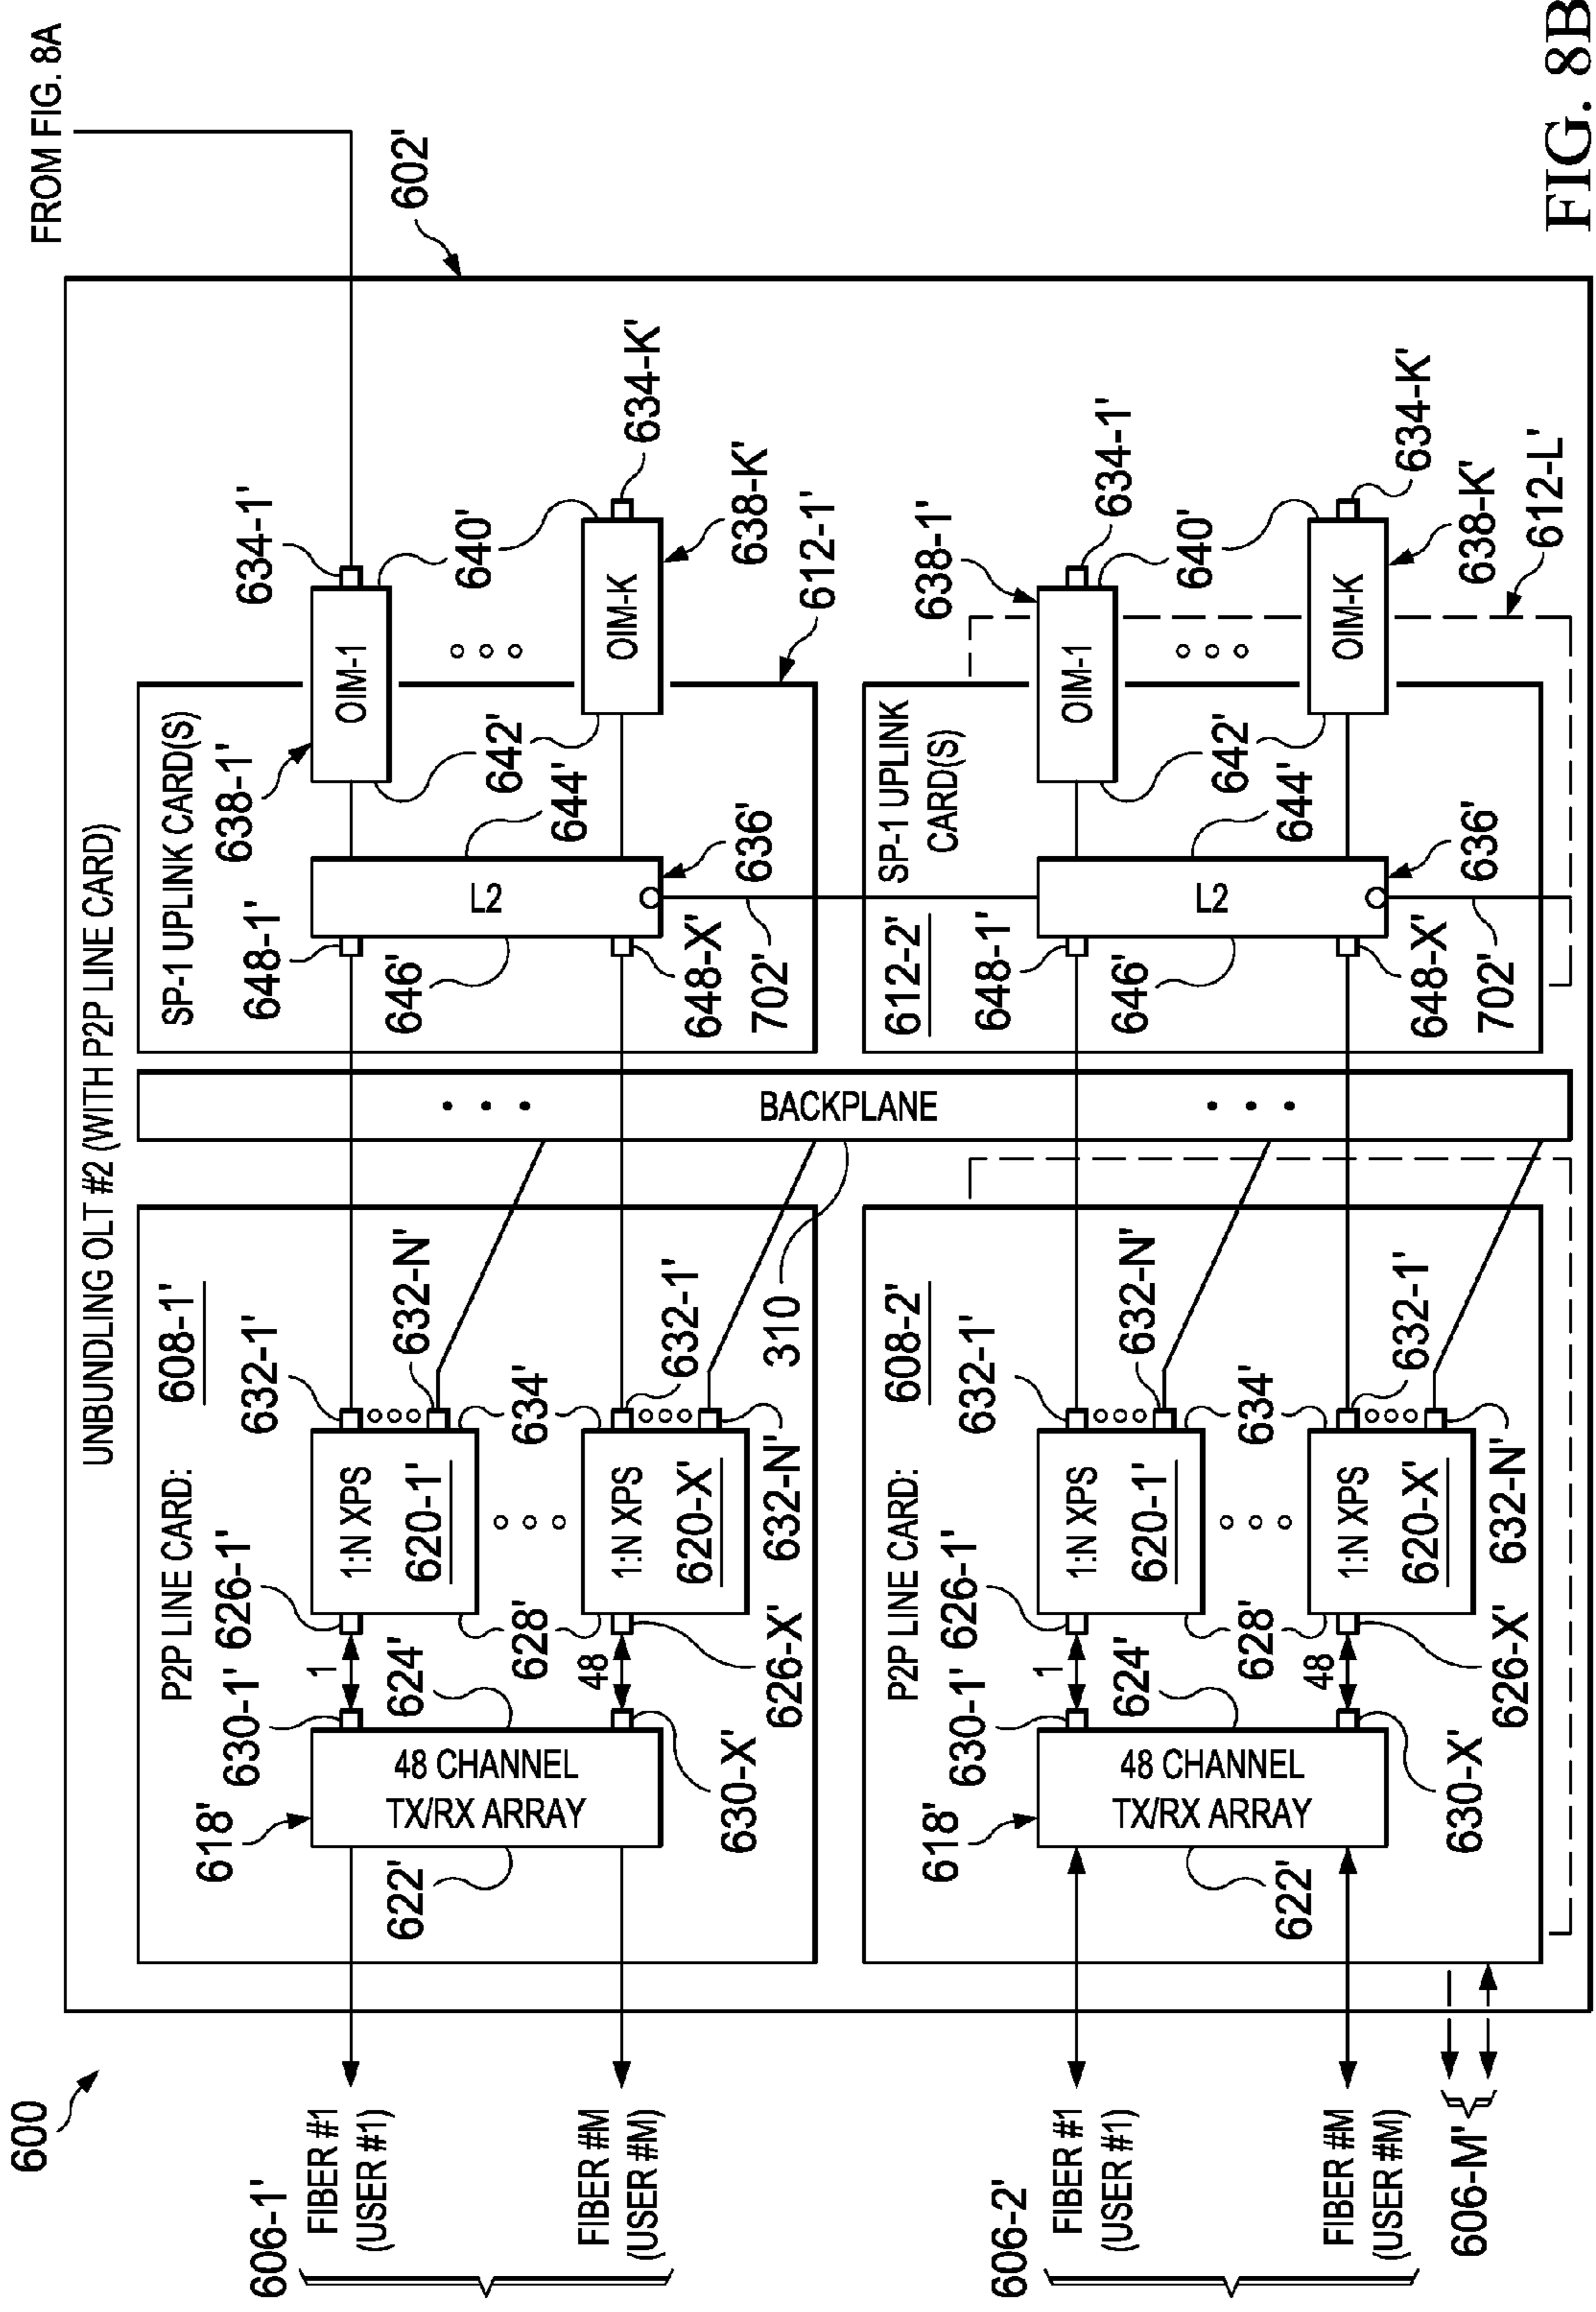 FROM FIG. 8A
602'
600
UNBUNDLING OLT #2 (WITH P2P LINE CARD)
606-1'
FIBER #1
(USER #1)
FIBER #M
(USER #M)
P2P LINE CARD:
608-1'
618'
622'
48 CHANNEL
TX/RX ARRAY
624'
630-1'
630-X'
1
48
626-1'
626-X'
628'
1:N XPS
620-1'
1:N XPS
620-X'
634'
632-1'
632-N'
632-1'
632-N'
310
BACKPLANE
SP-1 UPLINK CARD(S)
648-1'
646'
648-X'
702'
L2
636'
644'
642'
638-1'
OIM-1
OIM-K
640'
634-1'
634-K'
638-K'
612-1'
606-2'
FIBER #1
(USER #1)
FIBER #M
(USER #M)
606-M'
P2P LINE CARD:
608-2'
618'
622'
48 CHANNEL
TX/RX ARRAY
624'
630-1'
630-X'
1
48
626-1'
626-X'
628'
1:N XPS
620-1'
1:N XPS
620-X'
634'
632-1'
632-N'
632-1'
632-N'
612-2'
SP-1 UPLINK
CARD(S)
648-1'
646'
648-X'
702'
L2
636'
644'
642'
638-1'
OIM-1
OIM-K
640'
634-1'
634-K'
638-K'
612-L'
FIG. 8B